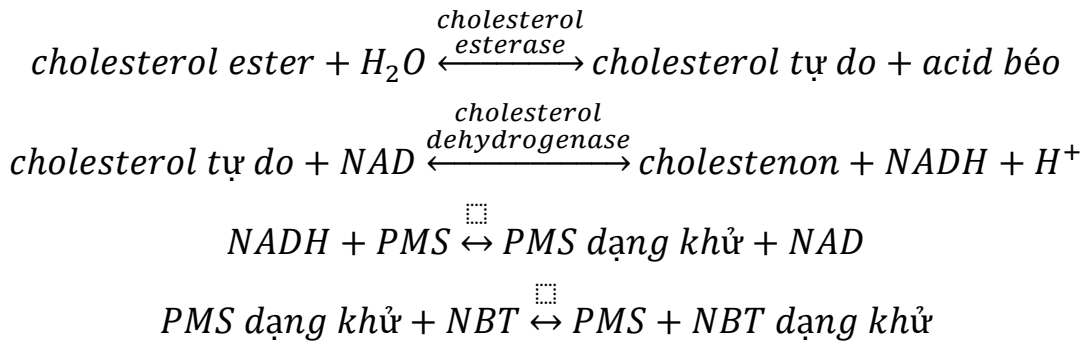 cholesterol ester + H₂O ⟷ cholesterol esterase cholesterol tự do + acid béo
cholesterol tự do + NAD ⟷ cholesterol dehydrogenase cholestenon + NADH + H⁺
NADH + PMS ↔ PMS dạng khử + NAD
PMS dạng khử + NBT ↔ PMS + NBT dạng khử